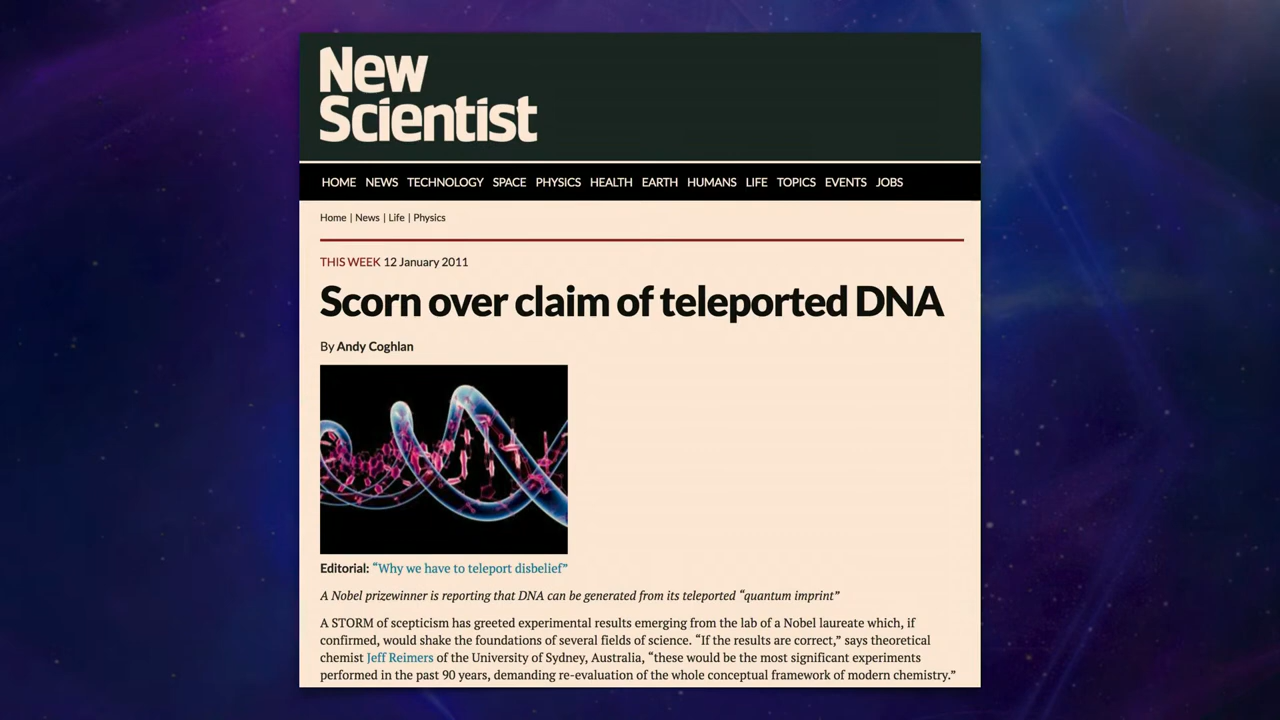 New
Scientist
HOME NEWS TECHNOLOGY SPACE PHYSICS HEALTH EARTH HUMANS LIFE TOPICS EVENTS JOBS
Home | News | Life | Physics
THIS WEEK 12 January 2011
Scorn over claim of teleported DNA
By Andy Coghlan
Editorial: “Why we have to teleport disbelief”
A Nobel prizewinner is reporting that DNA can be generated from its teleported “quantum imprint”
A STORM of scepticism has greeted experimental results emerging from the lab of a Nobel laureate which, if
confirmed, would shake the foundations of several fields of science. “If the results are correct,” says theoretical
chemist Jeff Reimers of the University of Sydney, Australia, “these would be the most significant experiments
performed in the past 90 years, demanding re-evaluation of the whole conceptual framework of modern chemistry.”